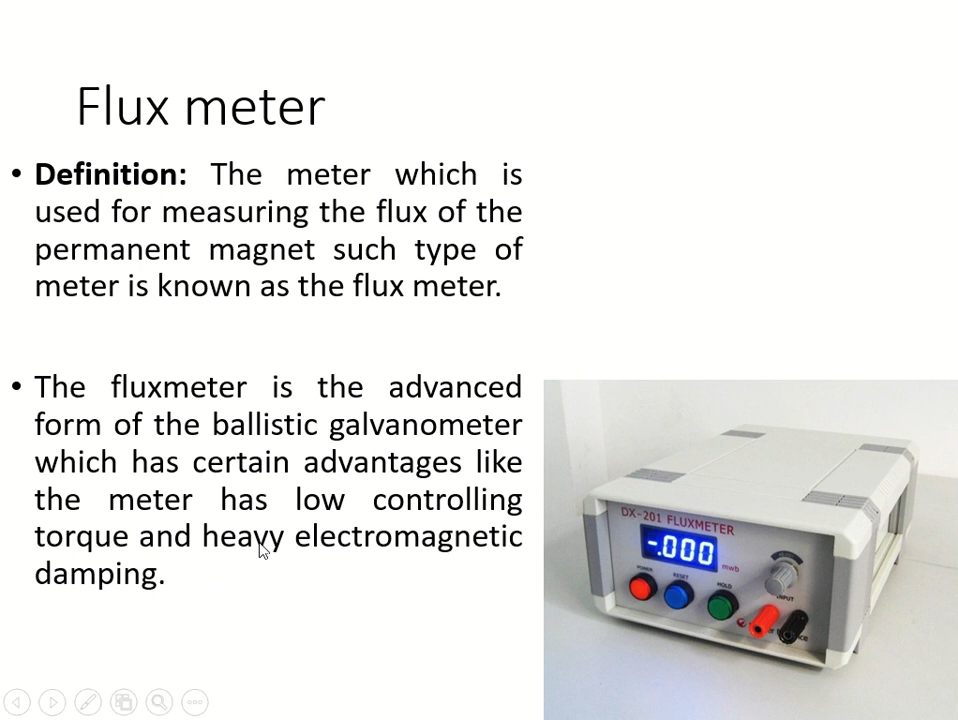 Flux meter
• Definition: The meter which is
used for measuring the flux of the
permanent magnet such type of
meter is known as the flux meter.
• The fluxmeter is the advanced
form of the ballistic galvanometer
which has certain advantages like
the meter has low controlling
torque and heavy electromagnetic
damping.
DX-201 FLUXMETER
-.000
mwb
POWER
RESET
HOLD
INPUT